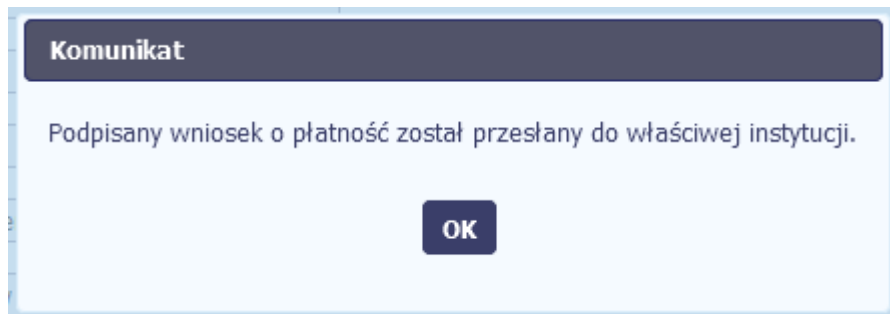 Komunikat
Podpisany wniosek o płatność został przesłany do właściwej instytucji.
OK